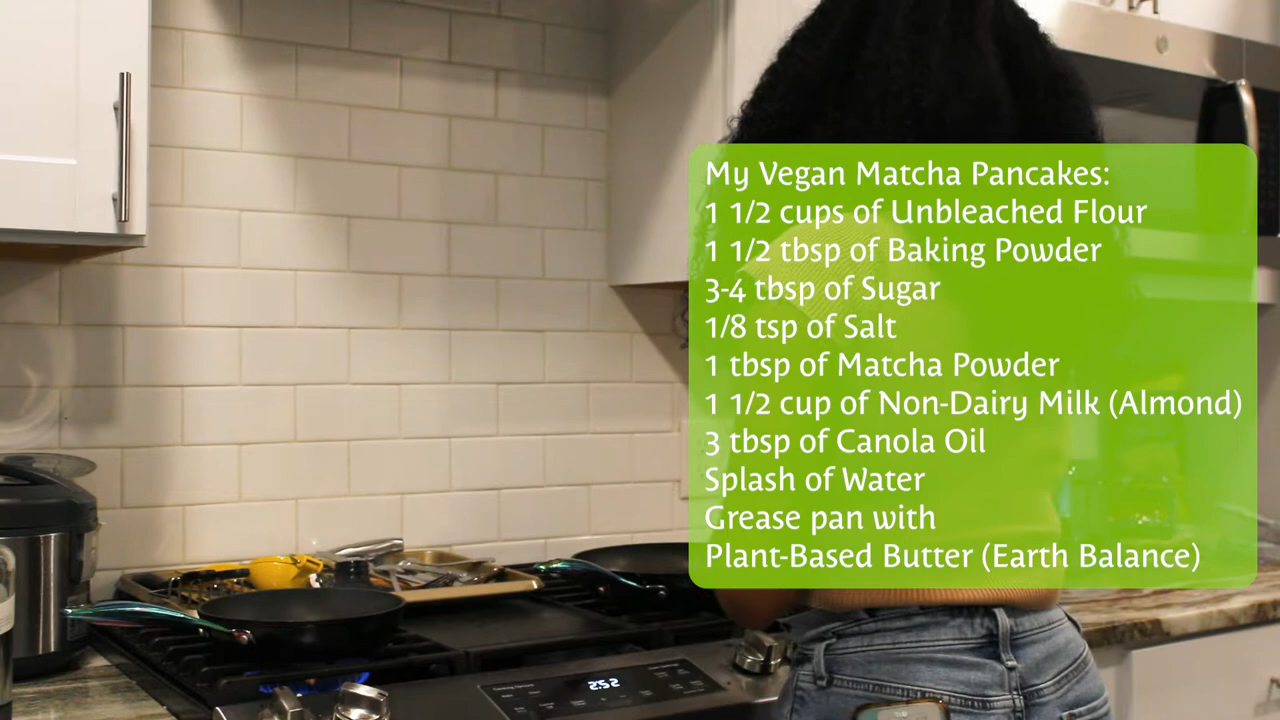 My Vegan Matcha Pancakes:
1 1/2 cups of Unbleached Flour
1 1/2 tbsp of Baking Powder
3-4 tbsp of Sugar
1/8 tsp of Salt
1 tbsp of Matcha Powder
1 1/2 cup of Non-Dairy Milk (Almond)
3 tbsp of Canola Oil
Splash of Water
Grease pan with
Plant-Based Butter (Earth Balance)
2:52